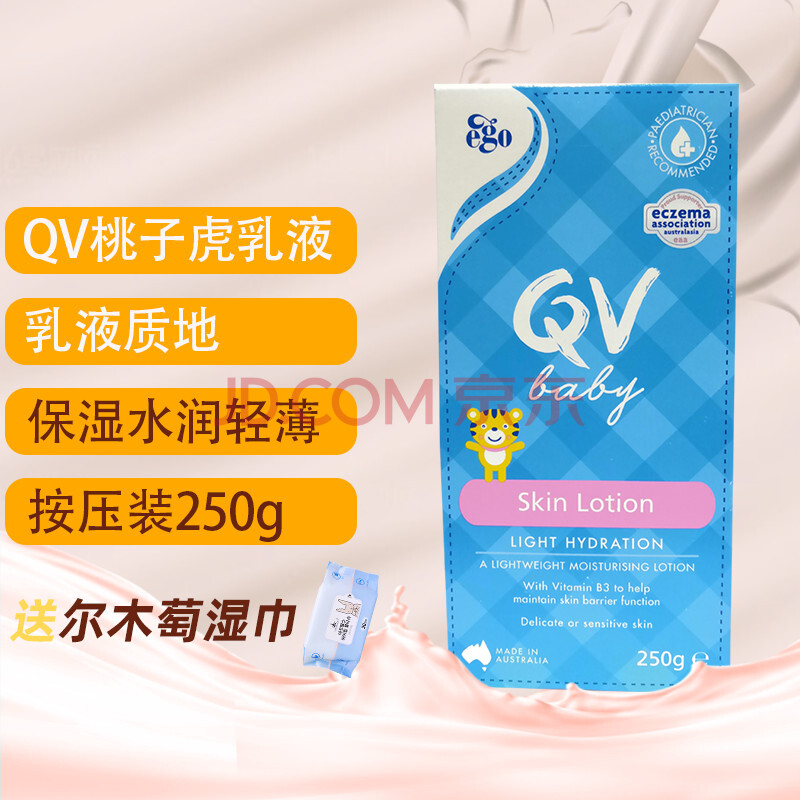 QV桃子虎乳液
乳液质地
保湿水润轻薄
按压装250g
送尔木萄湿巾
ego
PAEDIATRICIAN RECOMMENDED
Proud Supporter
eczema
association
australasia
eaa
QV
baby
Skin Lotion
LIGHT HYDRATION
A LIGHTWEIGHT MOISTURISING LOTION
With Vitamin B3 to help
maintain skin barrier function
Delicate or sensitive skin
MADE IN
AUSTRALIA
250g ℮
JD.COM 京东